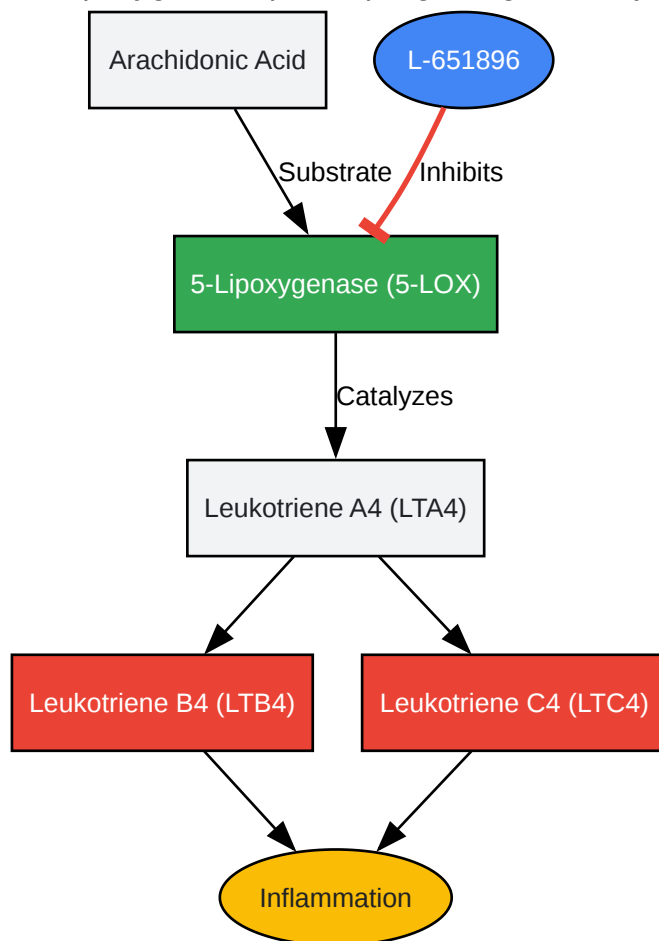 Arachidonic Acid
L-651896
Substrate
Inhibits
5-Lipoxygenase (5-LOX)
Catalyzes
Leukotriene A4 (LTA4)
Leukotriene B4 (LTB4)
Leukotriene C4 (LTC4)
Inflammation